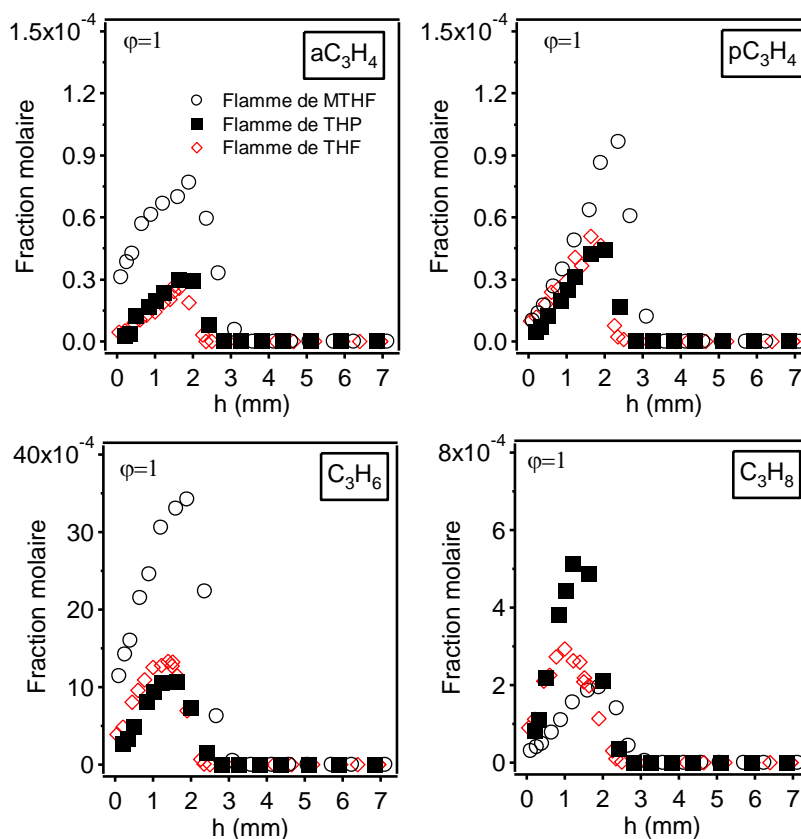 1.5x10⁻⁴
φ=1
aC₃H₄
1.2
0.9
0.6
0.3
0.0
Fraction molaire
Flamme de MTHF
Flamme de THP
Flamme de THF
0 1 2 3 4 5 6 7
h (mm)
1.5x10⁻⁴
φ=1
pC₃H₄
1.2
0.9
0.6
0.3
0.0
Fraction molaire
0 1 2 3 4 5 6 7
h (mm)
40x10⁻⁴
φ=1
C₃H₆
30
20
10
0
Fraction molaire
0 1 2 3 4 5 6 7
h (mm)
8x10⁻⁴
φ=1
C₃H₈
6
4
2
0
Fraction molaire
0 1 2 3 4 5 6 7
h (mm)